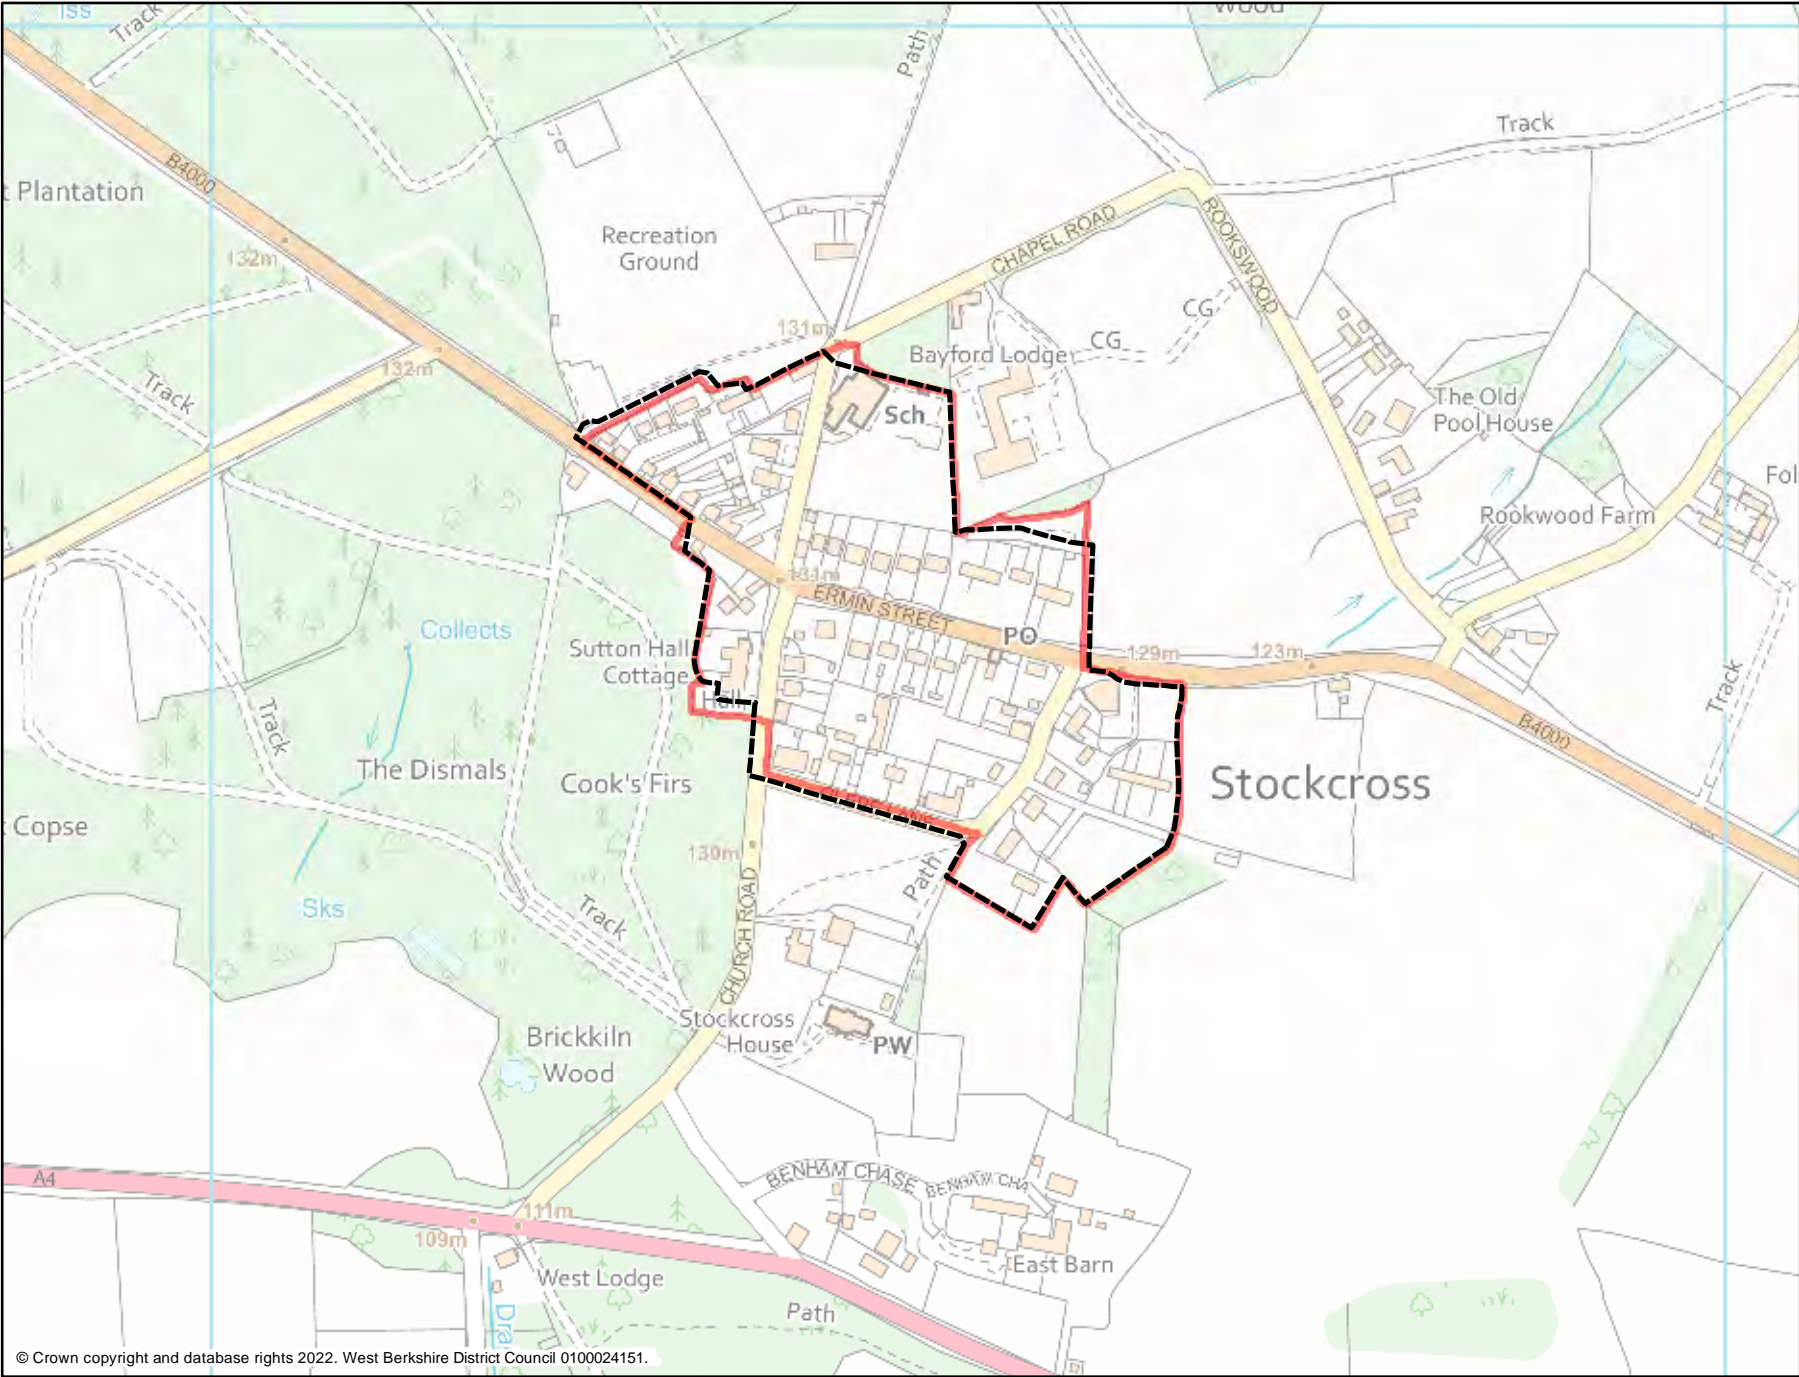 Track
Path
Track
B4000
Plantation
Recreation
Ground
132m
CHAPEL ROAD
ROOKSWOOD
CG
131m
CG
Bayford Lodge
132m
Track
The Old
Pool House
Sch
Rookwood Farm
131m
ERMIN STREET
Collects
PO
Sutton Hall
Cottage
129m
123m
Hall
Track
Track
B4000
The Dismals
Cook's Firs
Stockcross
Copse
130m
Path
Sks
Track
CHURCH ROAD
Stockcross
House
PW
Brickkiln
Wood
BENHAM CHASE
BENHAM CHA
A4
111m
109m
East Barn
West Lodge
Path
© Crown copyright and database rights 2022. West Berkshire District Council 0100024151.